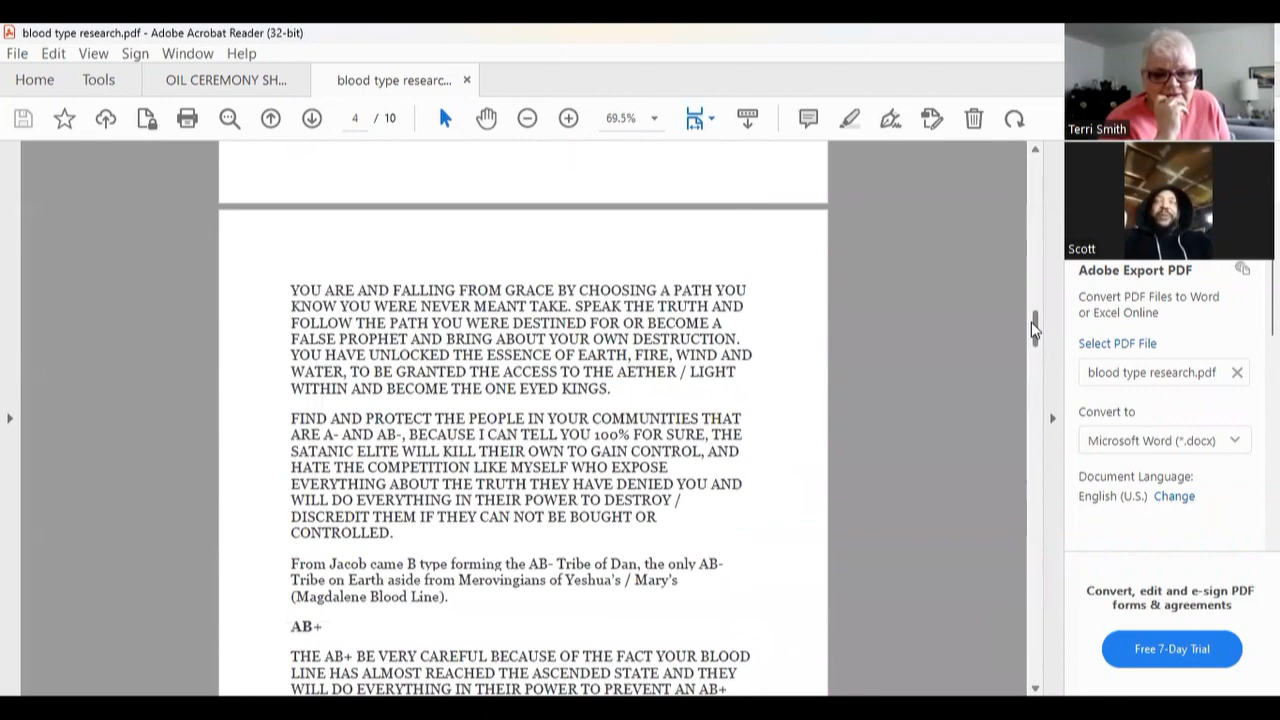 blood type research.pdf - Adobe Acrobat Reader (32-bit)
File Edit View Sign Window Help
Home Tools OIL CEREMONY SH... blood type researc... ×
4 / 10 69.5%
YOU ARE AND FALLING FROM GRACE BY CHOOSING A PATH YOU
KNOW YOU WERE NEVER MEANT TAKE. SPEAK THE TRUTH AND
FOLLOW THE PATH YOU WERE DESTINED FOR OR BECOME A
FALSE PROPHET AND BRING ABOUT YOUR OWN DESTRUCTION.
YOU HAVE UNLOCKED THE ESSENCE OF EARTH, FIRE, WIND AND
WATER, TO BE GRANTED THE ACCESS TO THE AETHER / LIGHT
WITHIN AND BECOME THE ONE EYED KINGS.
FIND AND PROTECT THE PEOPLE IN YOUR COMMUNITIES THAT
ARE A- AND AB-, BECAUSE I CAN TELL YOU 100% FOR SURE, THE
SATANIC ELITE WILL KILL THEIR OWN TO GAIN CONTROL, AND
HATE THE COMPETITION LIKE MYSELF WHO EXPOSE
EVERYTHING ABOUT THE TRUTH THEY HAVE DENIED YOU AND
WILL DO EVERYTHING IN THEIR POWER TO DESTROY /
DISCREDIT THEM IF THEY CAN NOT BE BOUGHT OR
CONTROLLED.
From Jacob came B type forming the AB- Tribe of Dan, the only AB-
Tribe on Earth aside from Merovingians of Yeshua's / Mary's
(Magdalene Blood Line).
AB+
THE AB+ BE VERY CAREFUL BECAUSE OF THE FACT YOUR BLOOD
LINE HAS ALMOST REACHED THE ASCENDED STATE AND THEY
WILL DO EVERYTHING IN THEIR POWER TO PREVENT AN AB+
Terri Smith
Scott
Adobe Export PDF
Convert PDF Files to Word
or Excel Online
Select PDF File
blood type research.pdf
Convert to
Microsoft Word (*.docx)
Document Language:
English (U.S.) Change
Convert, edit and e-sign PDF
forms & agreements
Free 7-Day Trial